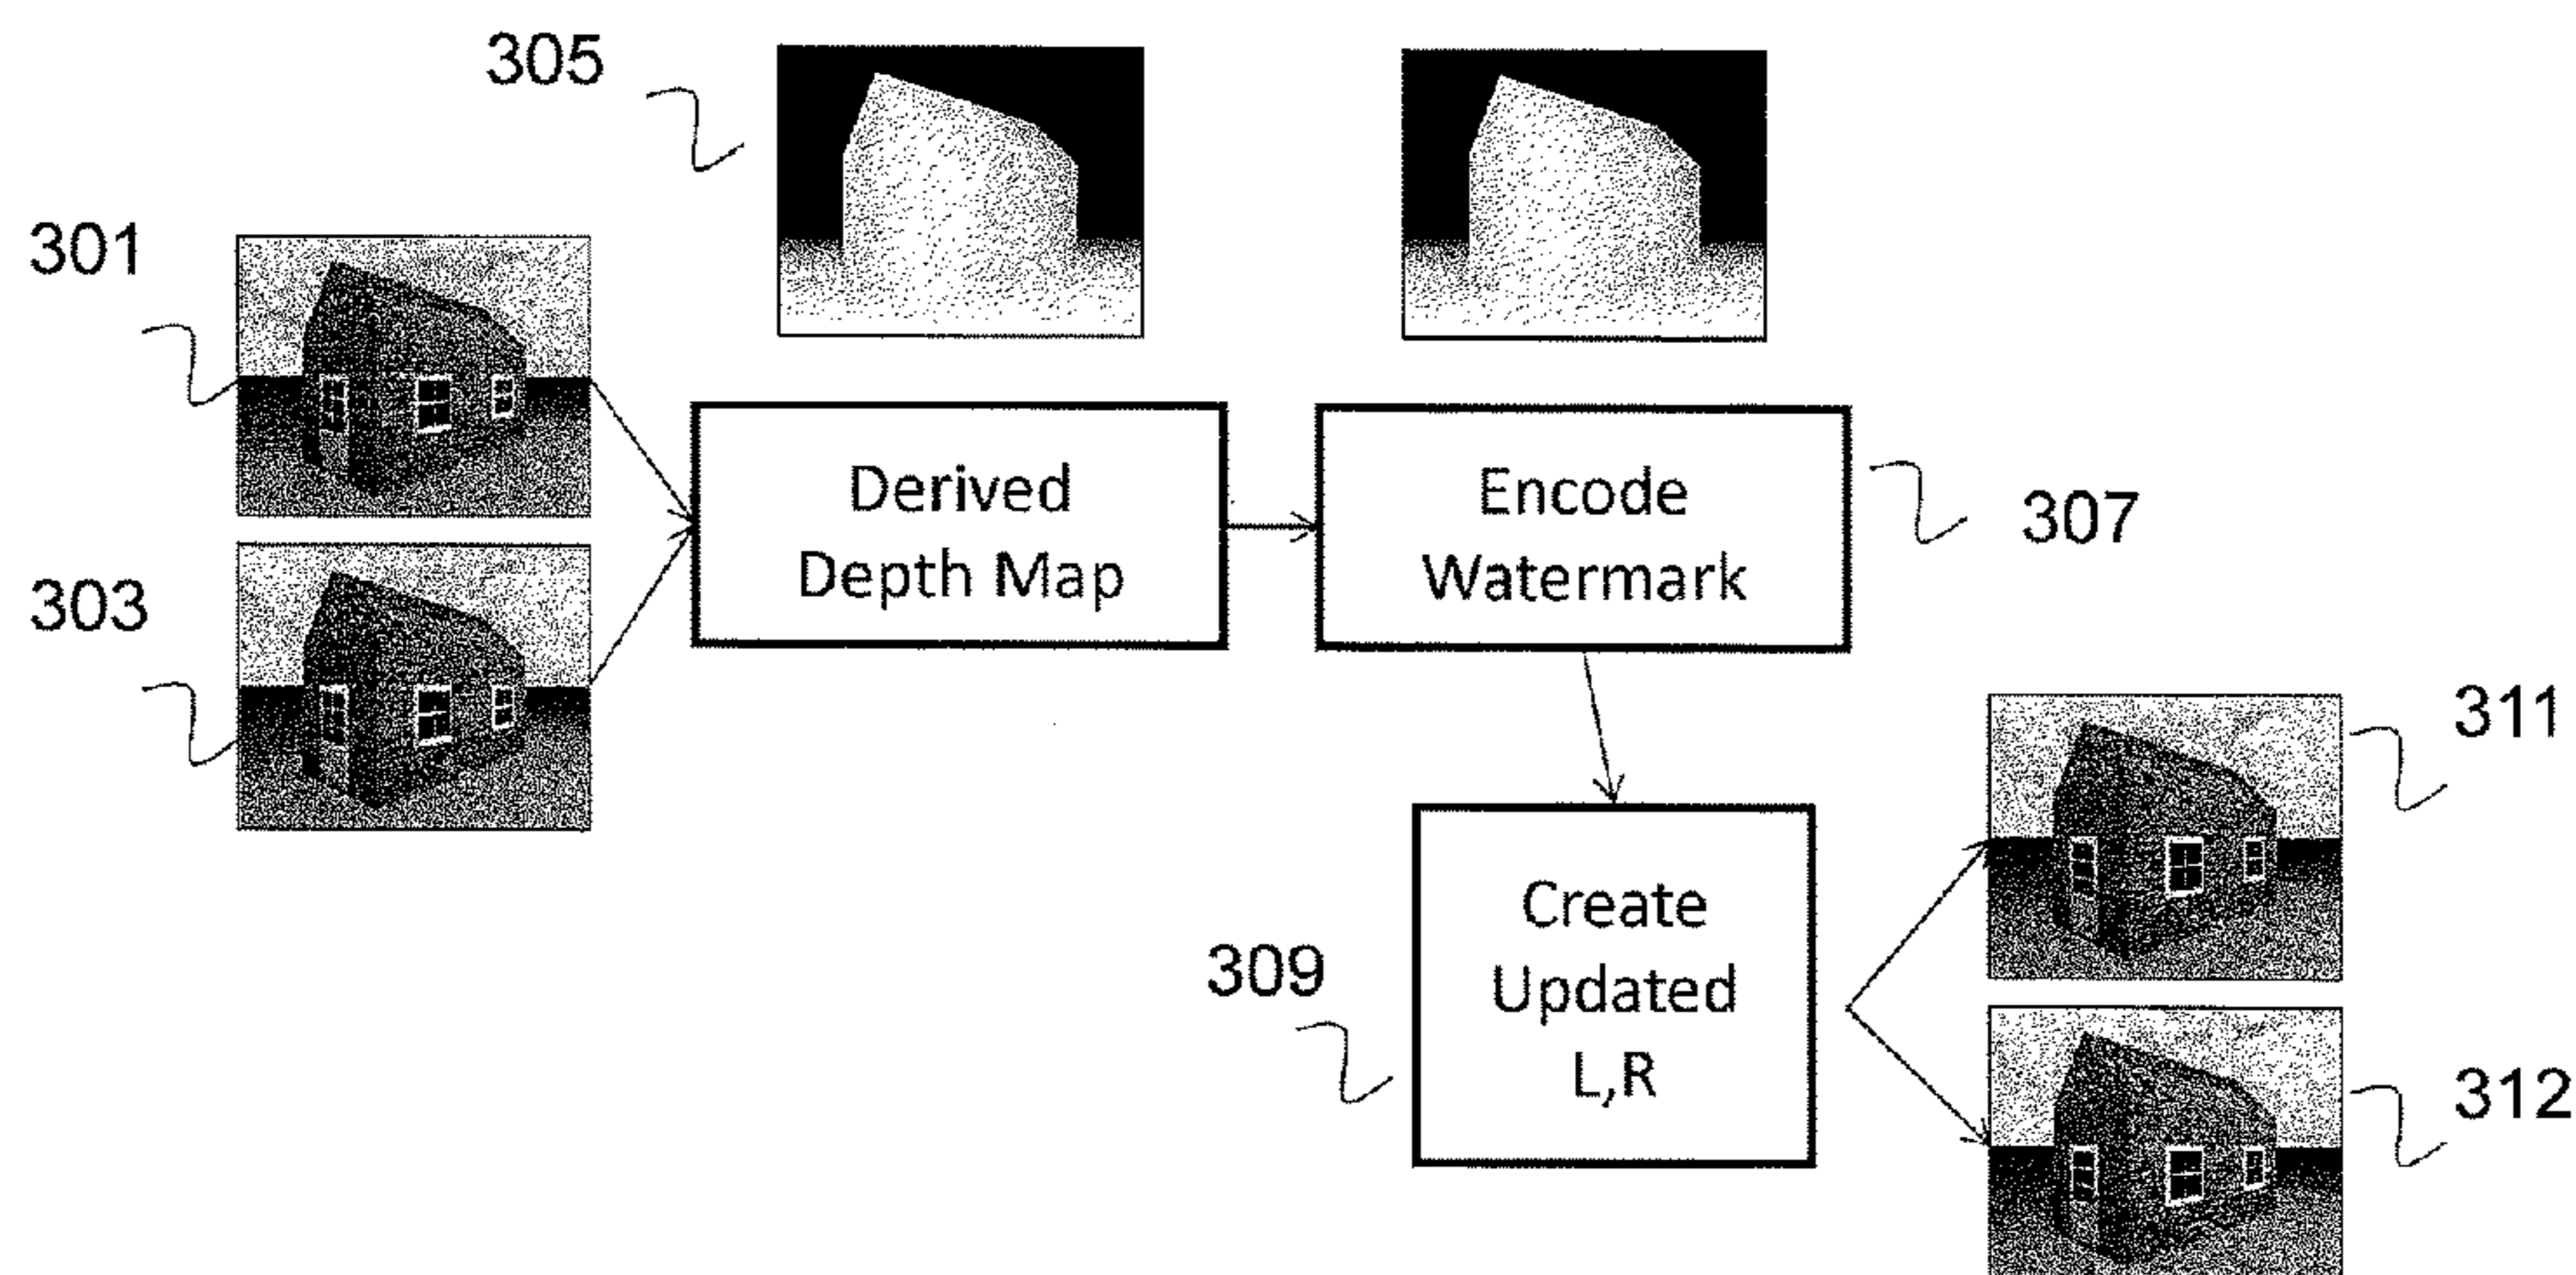 305
301
303
Derived
Depth Map
Encode
Watermark
307
309
Create
Updated
L,R
311
312